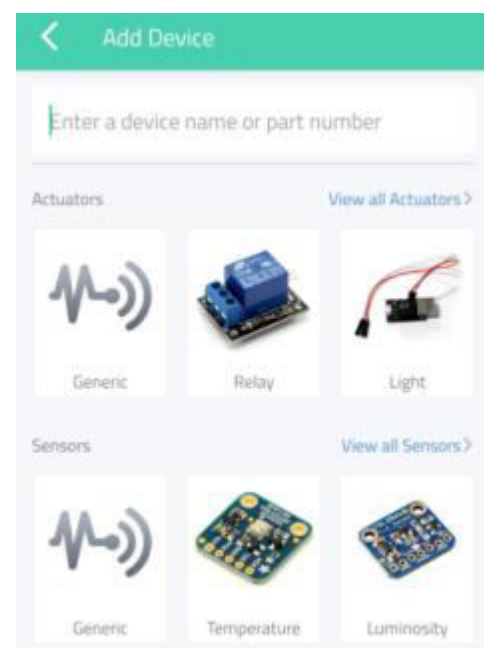 Add Device
Enter a device name or part number
Actuators
View all Actuators >
Generic
Relay
Light
Sensors
View all Sensors >
Generic
Temperature
Luminosity